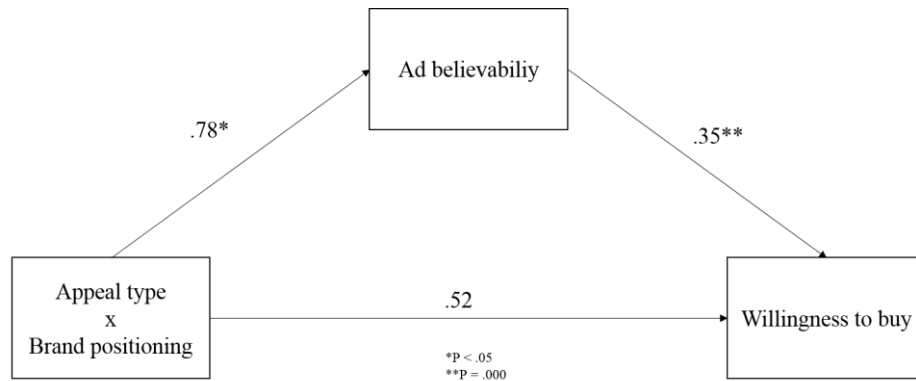 Ad believabiliy
.78*
.35**
Appeal type
x
Brand positioning
.52
Willingness to buy
*P < .05
**P = .000